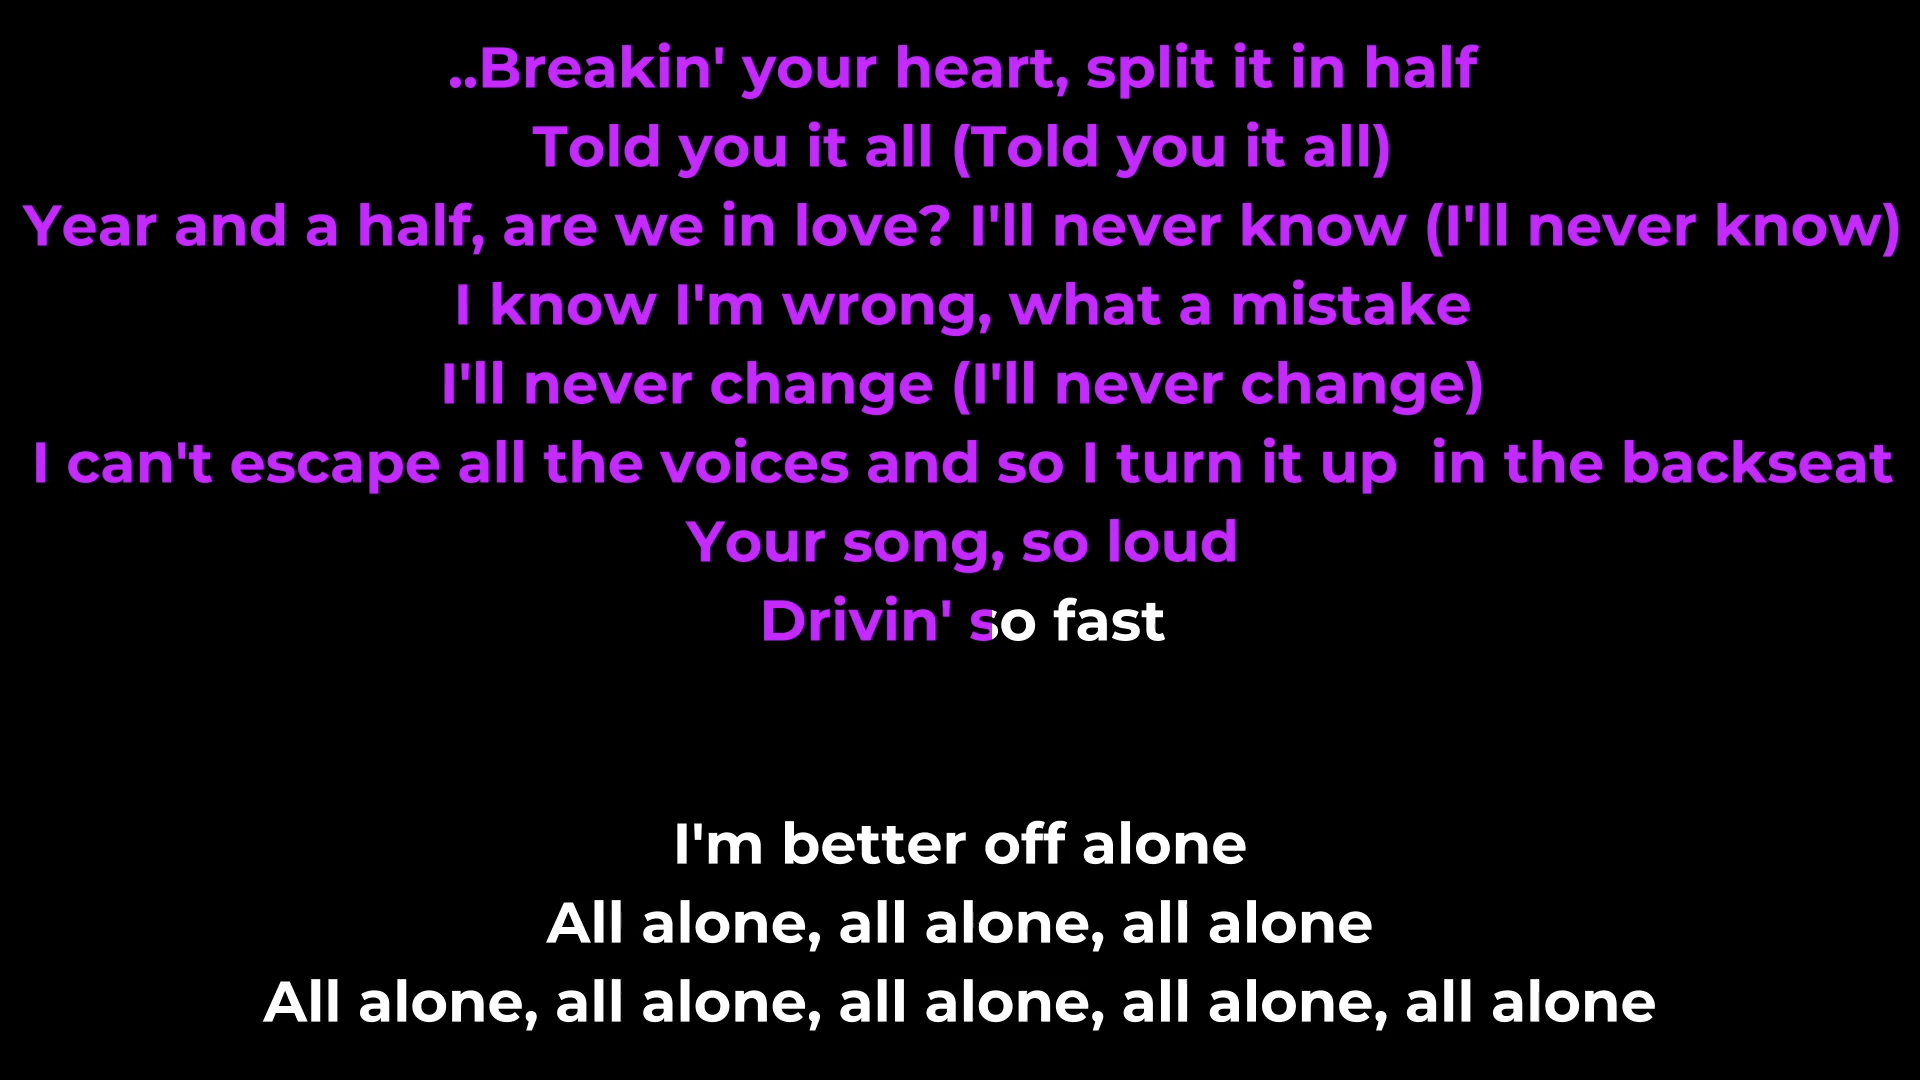 ..Breakin' your heart, split it in half
Told you it all (Told you it all)
Year and a half, are we in love? I'll never know (I'll never know)
I know I'm wrong, what a mistake
I'll never change (I'll never change)
I can't escape all the voices and so I turn it up  in the backseat
Your song, so loud
Drivin' so fast
I'm better off alone
All alone, all alone, all alone
All alone, all alone, all alone, all alone, all alone